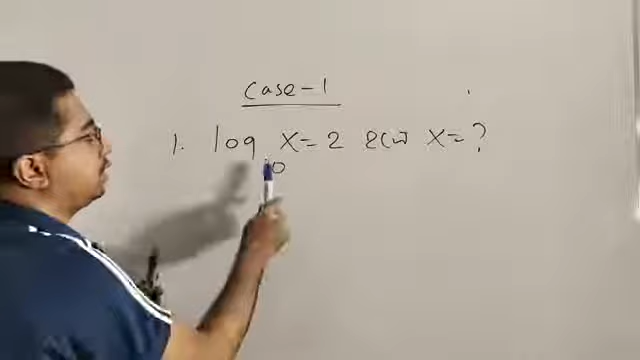 Case-1
1. log₁₀ X = 2 হলে X = ?